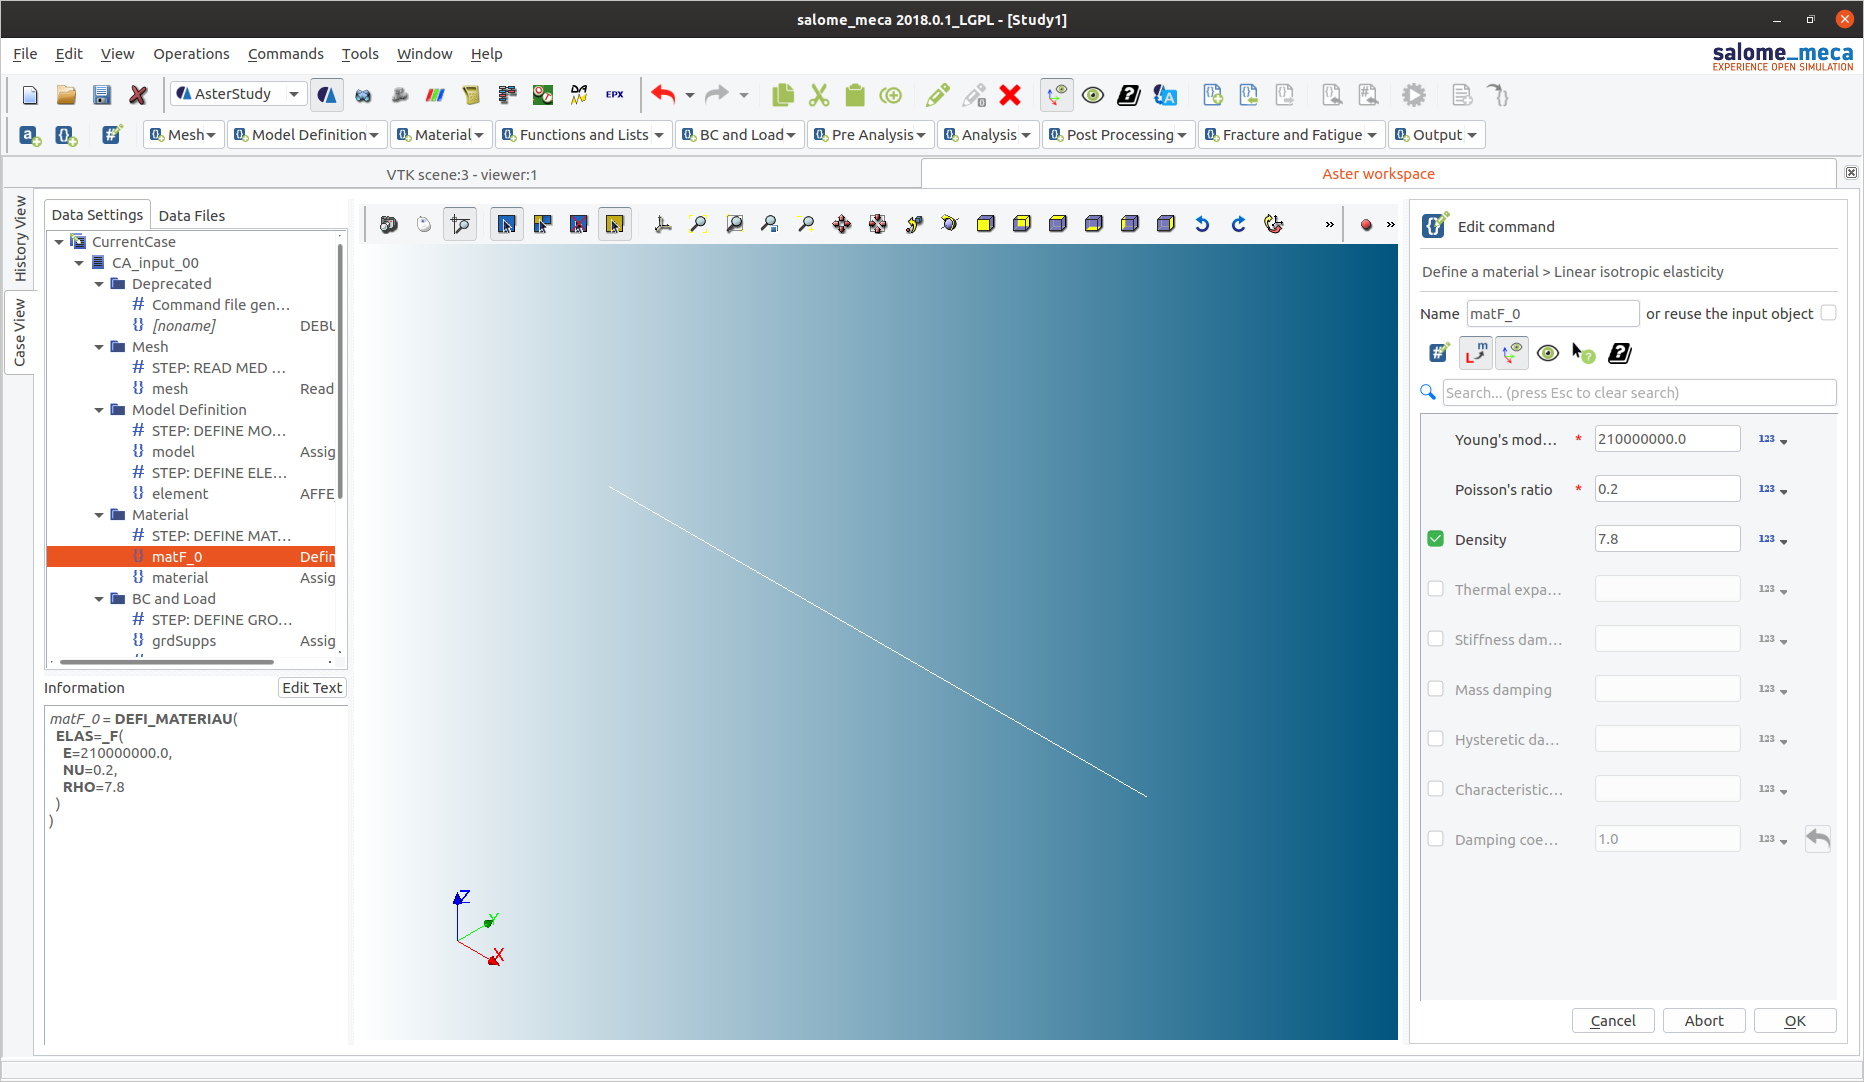 salome_meca 2018.0.1_LGPL - [Study1]
File Edit View Operations Commands Tools Window Help
salome_meca
EXPERIENCE OPEN SIMULATION
AsterStudy
EPX
Mesh Model Definition Material Functions and Lists BC and Load Pre Analysis Analysis Post Processing Fracture and Fatigue Output
VTK scene:3 - viewer:1
Aster workspace
History View
Case View
Data Settings Data Files
CurrentCase
CA_input_00
Deprecated
# Command file gen...
{} [noname] DEBU
Mesh
# STEP: READ MED ...
{} mesh Read
Model Definition
# STEP: DEFINE MO...
{} model Assig
# STEP: DEFINE ELE...
{} element AFFE
Material
# STEP: DEFINE MAT...
{} matF_0 Defin
{} material Assig
BC and Load
# STEP: DEFINE GRO...
{} grdSupps Assig
Information Edit Text
matF_0 = DEFI_MATERIAU(
ELAS=_F(
E=210000000.0,
NU=0.2,
RHO=7.8
)
)
Z
Y
X
Edit command
Define a material > Linear isotropic elasticity
Name matF_0 or reuse the input object
Search... (press Esc to clear search)
Young's mod... * 210000000.0 123
Poisson's ratio * 0.2 123
Density 7.8 123
Thermal expa... 123
Stiffness dam... 123
Mass damping 123
Hysteretic da... 123
Characteristic... 123
Damping coe... 1.0 123
Cancel Abort OK